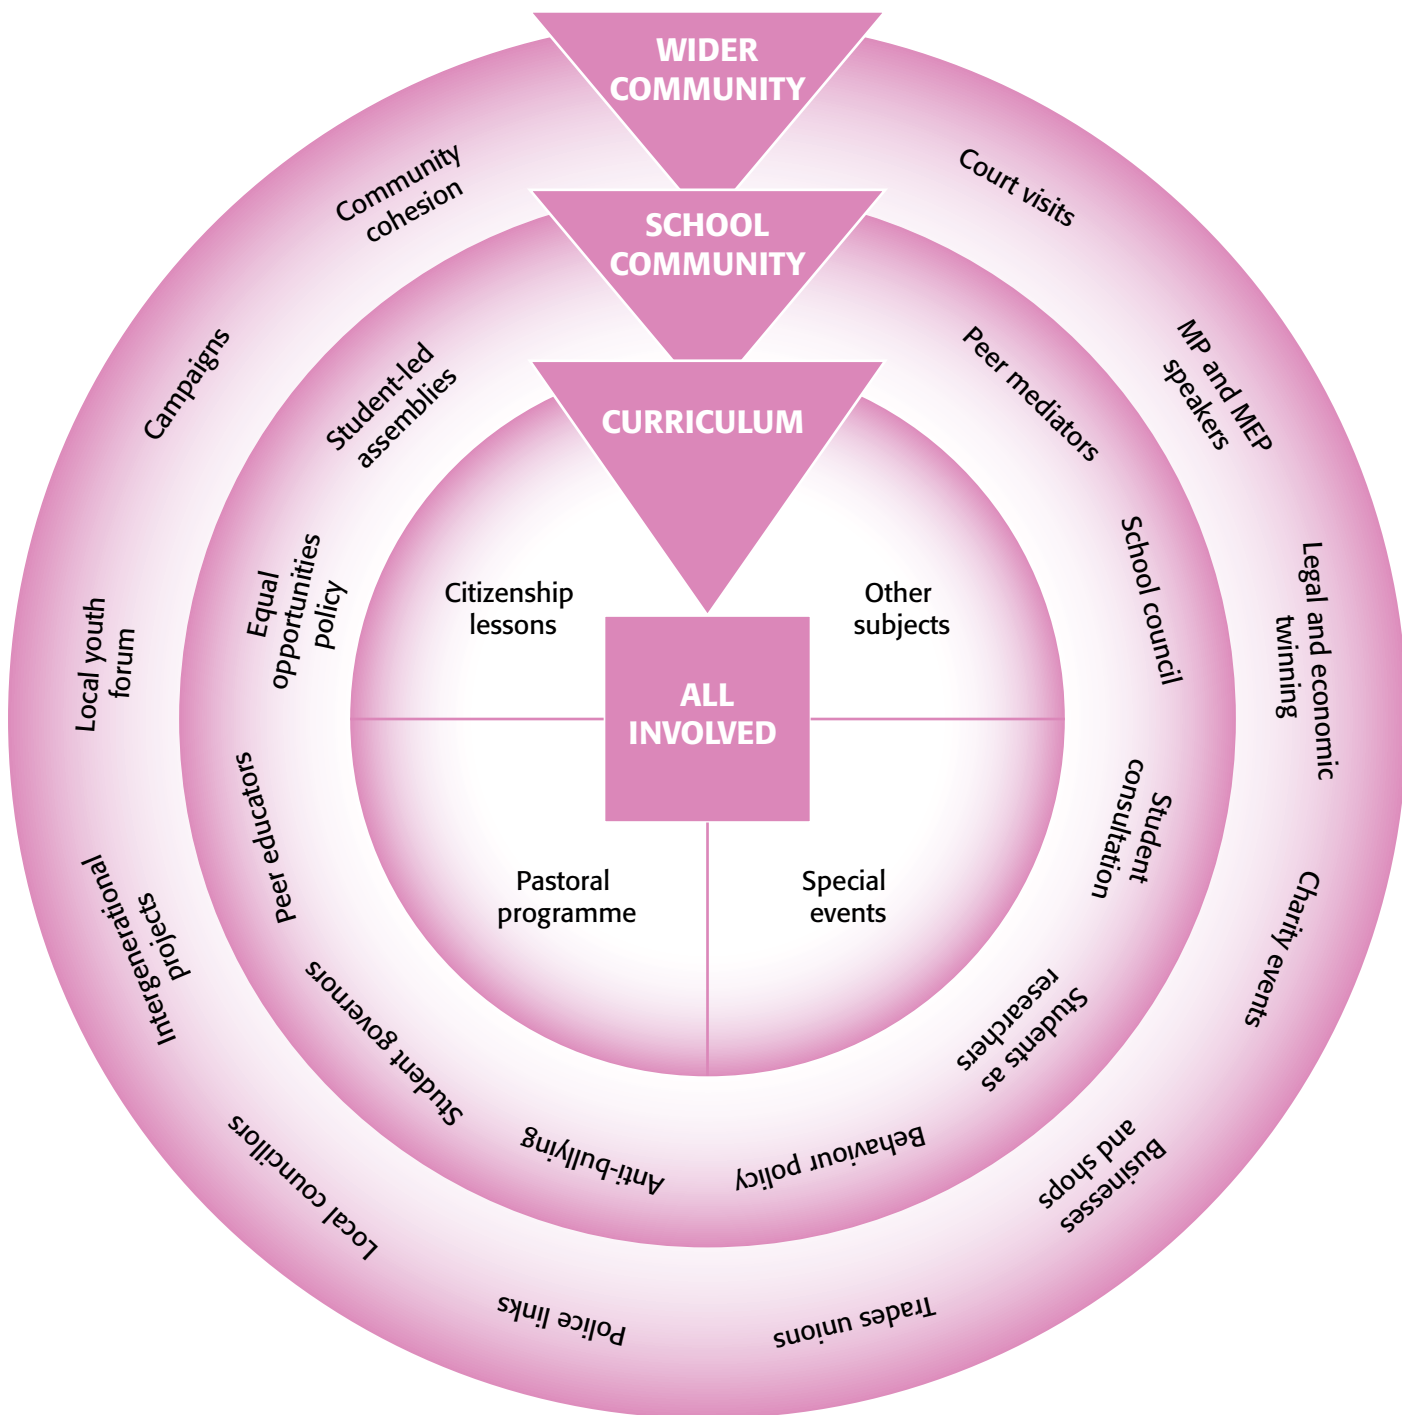 WIDER
COMMUNITY
Court visits
MP and MEP
speakers
Legal and economic
twinning
Charity events
Businesses
and shops
Trades unions
Police links
Local councillors
Intergenerational
projects
Local youth
forum
Campaigns
Community
cohesion
SCHOOL
COMMUNITY
Peer mediators
School council
Student
consultation
Students as
researchers
Behaviour policy
Anti-bullying
Student governors
Peer educators
Equal
opportunities
policy
Student-led
assemblies
CURRICULUM
Citizenship
lessons
Other
subjects
ALL
INVOLVED
Pastoral
programme
Special
events